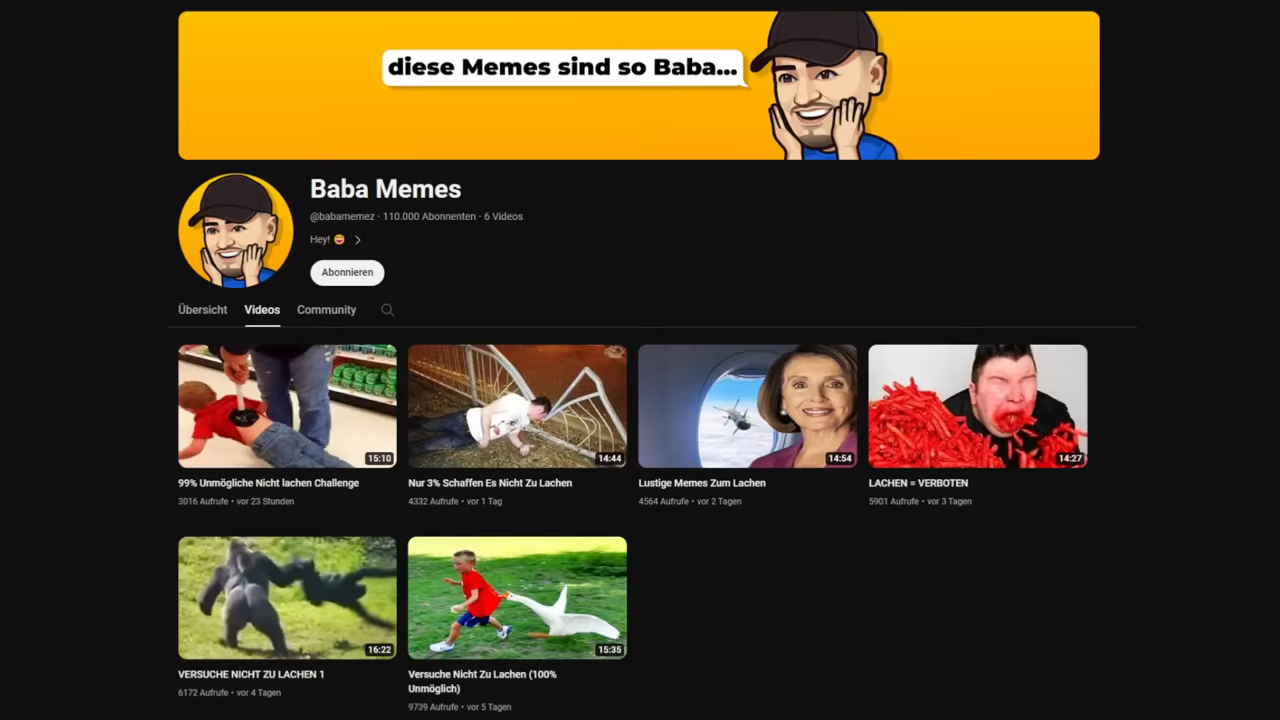 diese Memes sind so Baba...
Baba Memes
@babamemez · 110.000 Abonnenten · 6 Videos
Hey! 😄
Abonnieren
Übersicht Videos Community
15:10 14:44 14:54 14:27
99% Unmögliche Nicht lachen Challenge
3016 Aufrufe • vor 23 Stunden
Nur 3% Schaffen Es Nicht Zu Lachen
4332 Aufrufe • vor 1 Tag
Lustige Memes Zum Lachen
4564 Aufrufe • vor 2 Tagen
LACHEN = VERBOTEN
5901 Aufrufe • vor 3 Tagen
16:22 15:35
VERSUCHE NICHT ZU LACHEN 1
6172 Aufrufe • vor 4 Tagen
Versuche Nicht Zu Lachen (100%
Unmöglich)
9739 Aufrufe • vor 5 Tagen